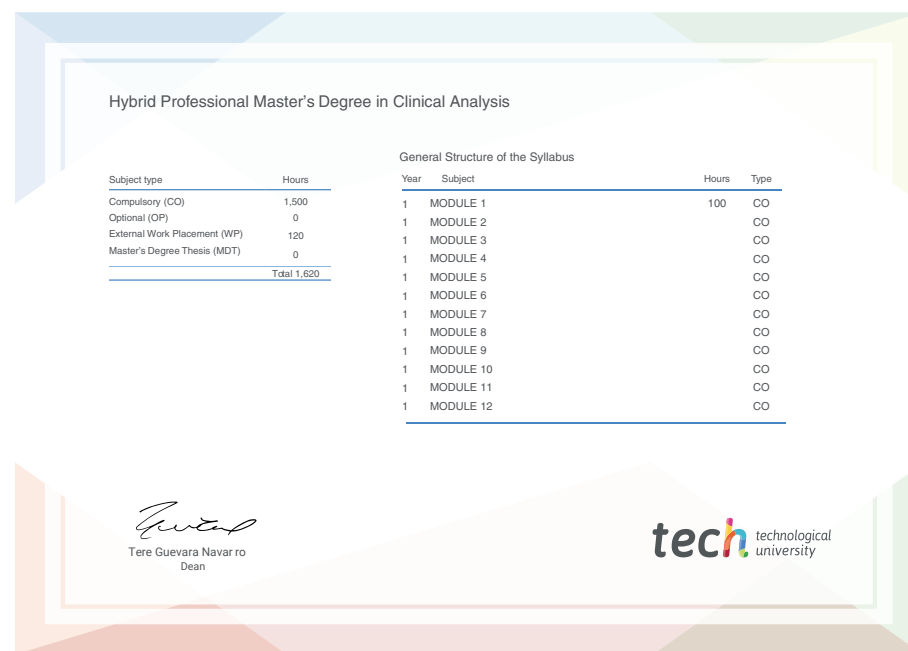 Hybrid Professional Master's Degree in Clinical Analysis
General Structure of the Syllabus
Subject type Hours
Compulsory (CO) 1,500
Optional (OP) 0
External Work Placement (WP) 120
Master's Degree Thesis (MDT) 0
Total 1,620
Year Subject Hours Type
1 MODULE 1 100 CO
1 MODULE 2 CO
1 MODULE 3 CO
1 MODULE 4 CO
1 MODULE 5 CO
1 MODULE 6 CO
1 MODULE 7 CO
1 MODULE 8 CO
1 MODULE 9 CO
1 MODULE 10 CO
1 MODULE 11 CO
1 MODULE 12 CO
Tere Guevara Navarro
Dean
tech technological
university